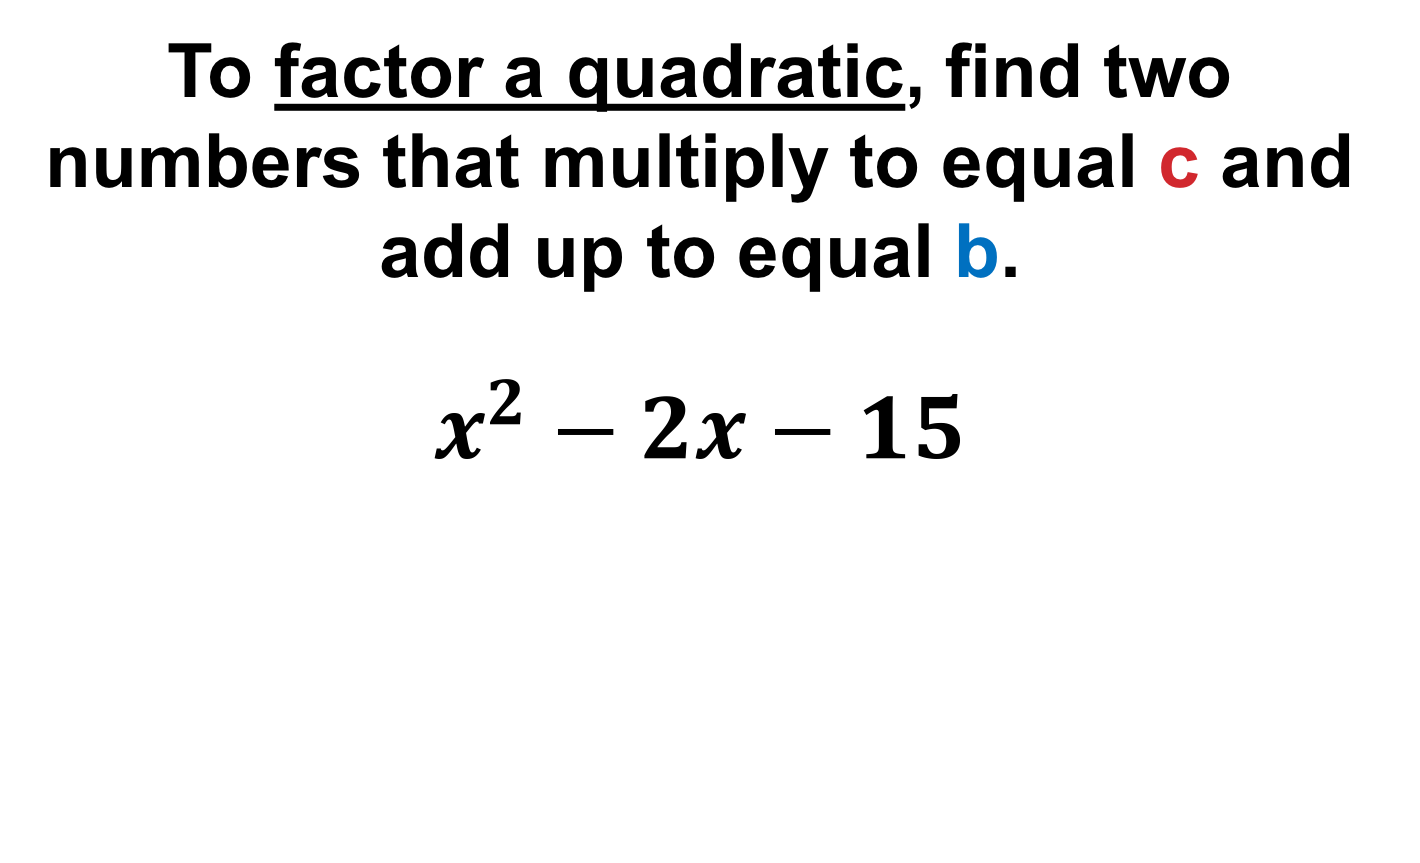 To factor a quadratic, find two
numbers that multiply to equal c and
add up to equal b.
x² – 2x – 15